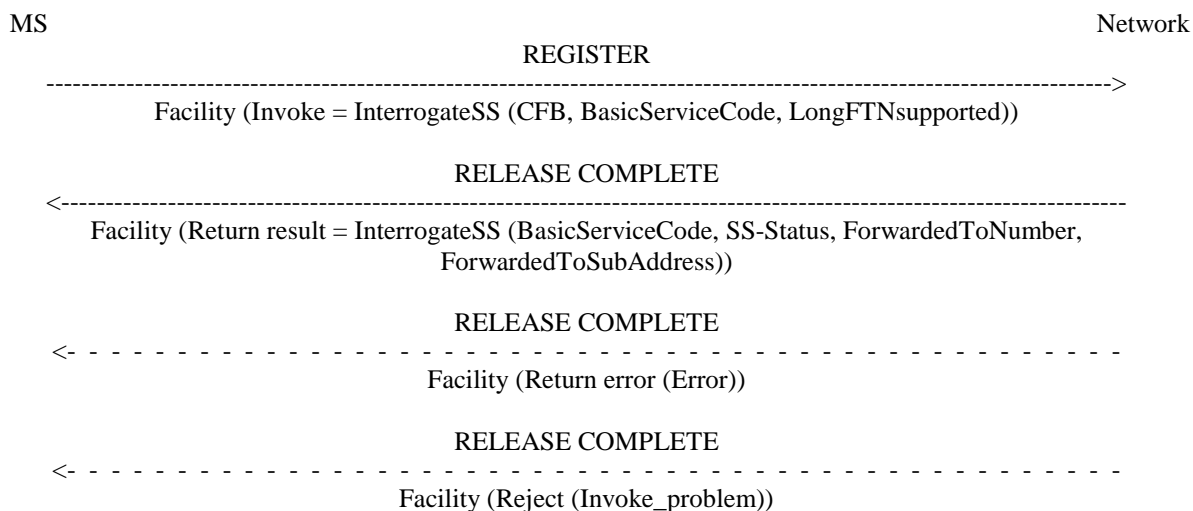 MS Network
REGISTER
------------------------------------------------------------------------------------------------------------------------>
Facility (Invoke = InterrogateSS (CFB, BasicServiceCode, LongFTNsupported))
RELEASE COMPLETE
<------------------------------------------------------------------------------------------------------------------------
Facility (Return result = InterrogateSS (BasicServiceCode, SS-Status, ForwardedToNumber,
ForwardedToSubAddress))
RELEASE COMPLETE
<- - - - - - - - - - - - - - - - - - - - - - - - - - - - - - - - - - - - - - - - - - - - - - - -
Facility (Return error (Error))
RELEASE COMPLETE
<- - - - - - - - - - - - - - - - - - - - - - - - - - - - - - - - - - - - - - - - - - - - - - - -
Facility (Reject (Invoke_problem))